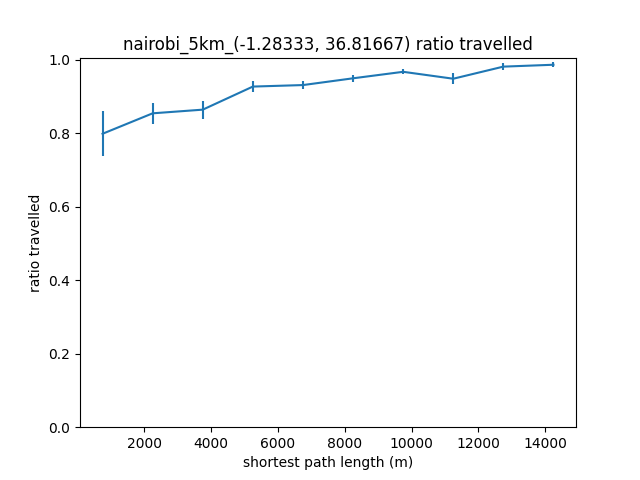 nairobi_5km_(-1.28333, 36.81667) ratio travelled
1.0
0.8
0.6
0.4
0.2
0.0
ratio travelled
2000 4000 6000 8000 10000 12000 14000
shortest path length (m)